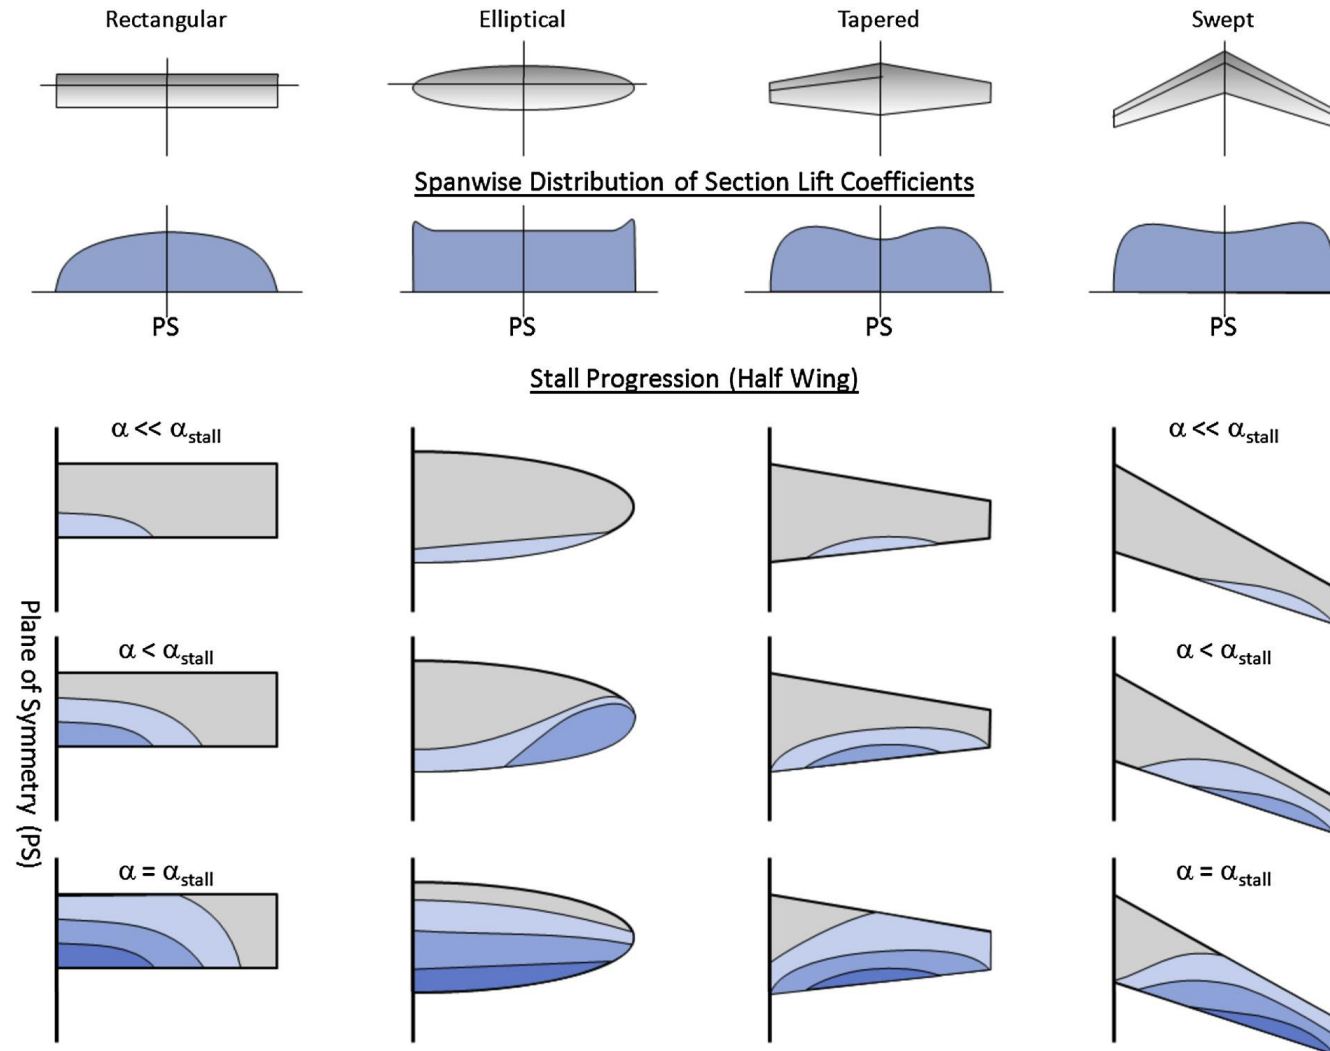 Rectangular
Elliptical
Tapered
Swept
Spanwise Distribution of Section Lift Coefficients
PS
PS
PS
PS
Stall Progression (Half Wing)
α << αstall
α << αstall
Plane of Symmetry (PS)
α < αstall
α < αstall
α = αstall
α = αstall